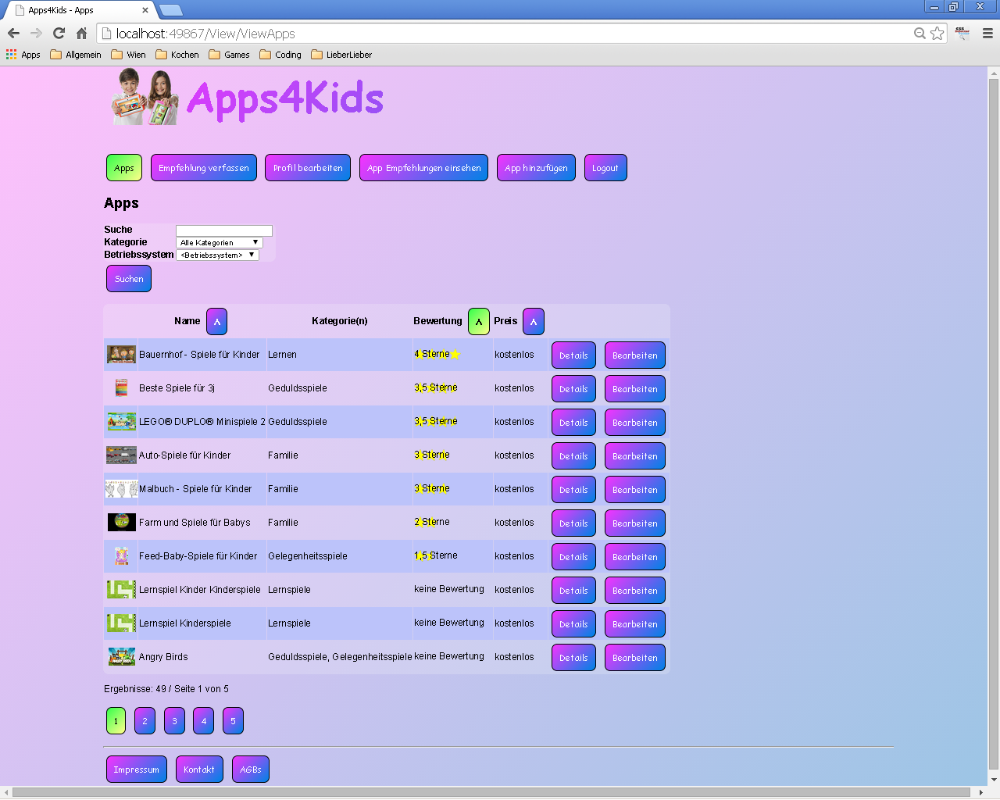 Apps4Kids - Apps
localhost:49867/View/ViewApps
Apps Allgemein Wien Kochen Games Coding LieberLieber
Apps4Kids
Apps Empfehlung verfassen Profil bearbeiten App Empfehlungen einsehen App hinzufügen Logout
Apps
Suche
Kategorie Alle Kategorien
Betriebssystem <Betriebssystem>
Suchen
Name Kategorie(n) Bewertung Preis
Bauernhof - Spiele für Kinder Lernen 4 Sterne kostenlos Details Bearbeiten
Beste Spiele für 3j Geduldsspiele 3,5 Sterne kostenlos Details Bearbeiten
LEGO® DUPLO® Minispiele 2 Geduldsspiele 3,5 Sterne kostenlos Details Bearbeiten
Auto-Spiele für Kinder Familie 3 Sterne kostenlos Details Bearbeiten
Malbuch - Spiele für Kinder Familie 3 Sterne kostenlos Details Bearbeiten
Farm und Spiele für Babys Familie 2 Sterne kostenlos Details Bearbeiten
Feed-Baby-Spiele für Kinder Gelegenheitsspiele 1,5 Sterne kostenlos Details Bearbeiten
Lernspiel Kinder Kinderspiele Lernspiele keine Bewertung kostenlos Details Bearbeiten
Lernspiel Kinderspiele Lernspiele keine Bewertung kostenlos Details Bearbeiten
Angry Birds Geduldsspiele, Gelegenheitsspiele keine Bewertung kostenlos Details Bearbeiten
Ergebnisse: 49 / Seite 1 von 5
1 2 3 4 5
Impressum Kontakt AGBs